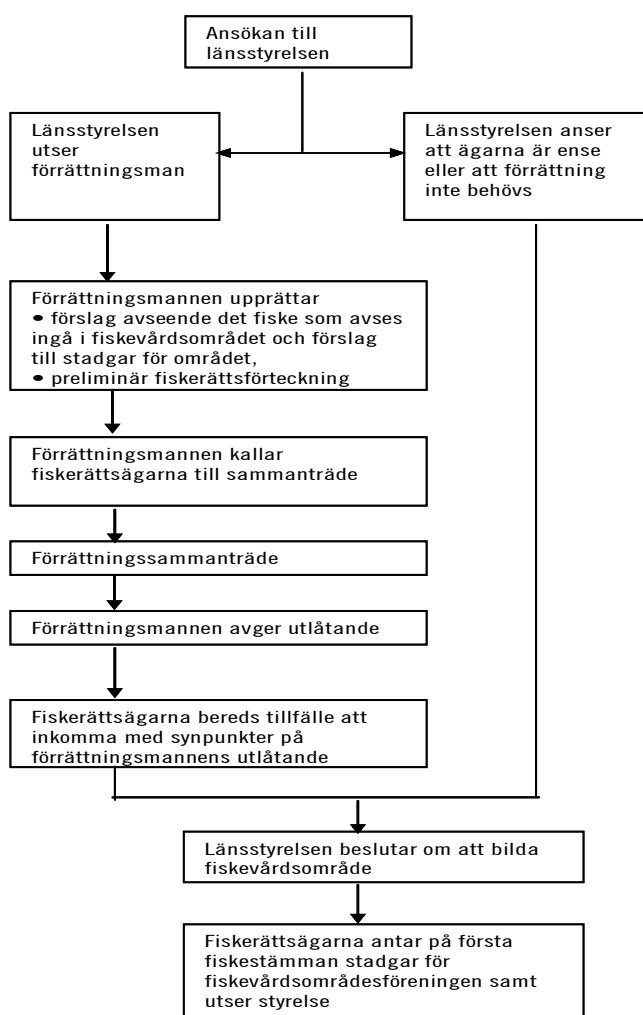 Ansökan till
länsstyrelsen
Länsstyrelsen
utser
förrättningsman
Länsstyrelsen anser
att ägarna är ense
eller att förrättning
inte behövs
Förrättningsmannen upprättar
• förslag avseende det fiske som avses
ingå i fiskevårdsområdet och förslag
till stadgar för området,
• preliminär fiskerättsförteckning
Förrättningsmannen kallar
fiskerättsägarna till sammanträde
Förrättningssammanträde
Förrättningsmannen avger utlåtande
Fiskerättsägarna bereds tillfälle att
inkomma med synpunkter på
förrättningsmannens utlåtande
Länsstyrelsen beslutar om att bilda
fiskevårdsområde
Fiskerättsägarna antar på första
fiskestämman stadgar för
fiskevårdsområdesföreningen samt
utser styrelse